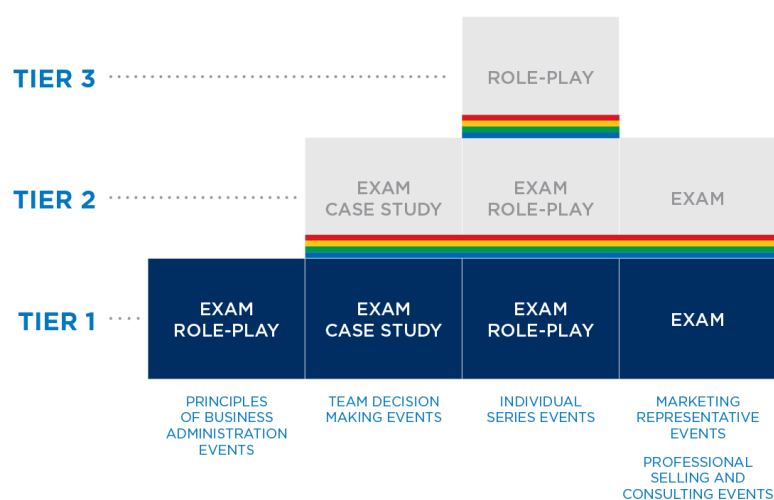 TIER 3
ROLE-PLAY
TIER 2
EXAM
CASE STUDY
EXAM
ROLE-PLAY
EXAM
TIER 1
EXAM
ROLE-PLAY
EXAM
CASE STUDY
EXAM
ROLE-PLAY
EXAM
PRINCIPLES
OF BUSINESS
ADMINISTRATION
EVENTS
TEAM DECISION
MAKING EVENTS
INDIVIDUAL
SERIES EVENTS
MARKETING
REPRESENTATIVE
EVENTS
PROFESSIONAL
SELLING AND
CONSULTING EVENTS